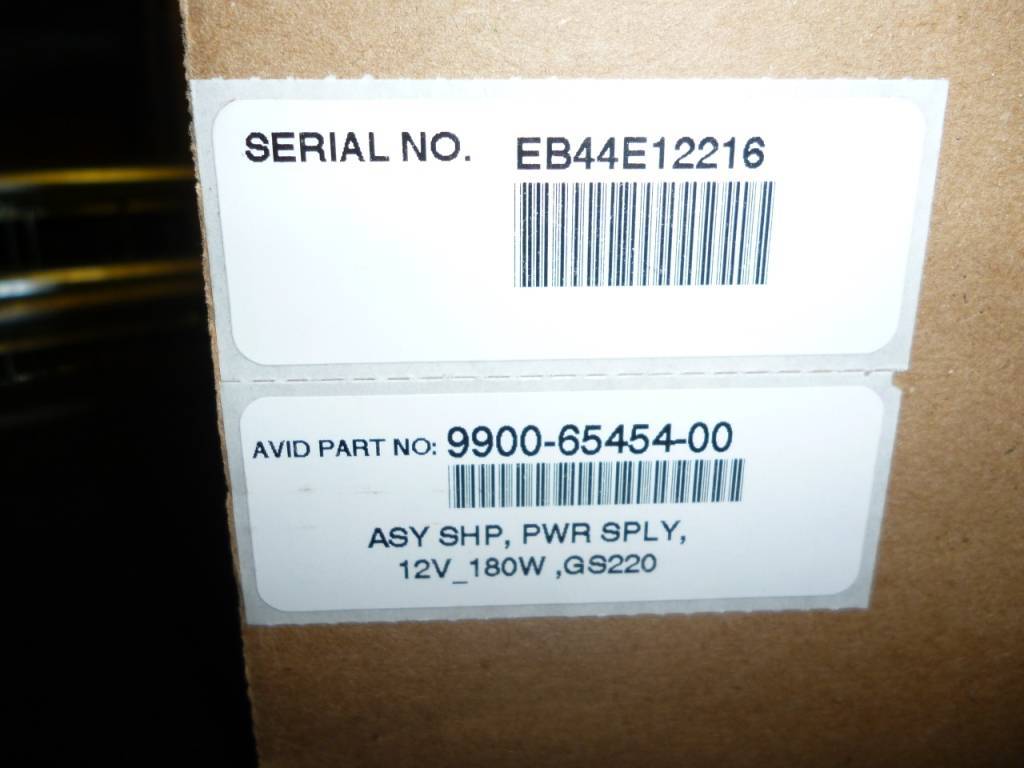 SERIAL NO. EB44E12216
AVID PART NO: 9900-65454-00
ASY SHP, PWR SPLY,
12V_180W ,GS220